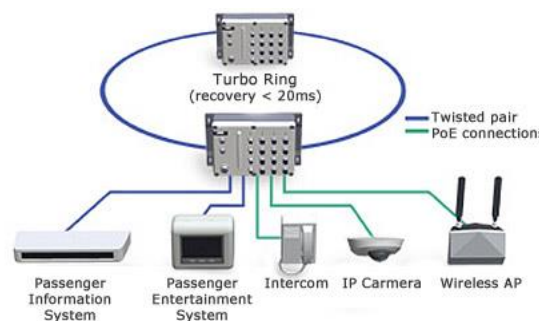 Turbo Ring
(recovery < 20ms)
Twisted pair
PoE connections
Passenger
Information
System
Passenger
Entertainment
System
Intercom
IP Carmera
Wireless AP